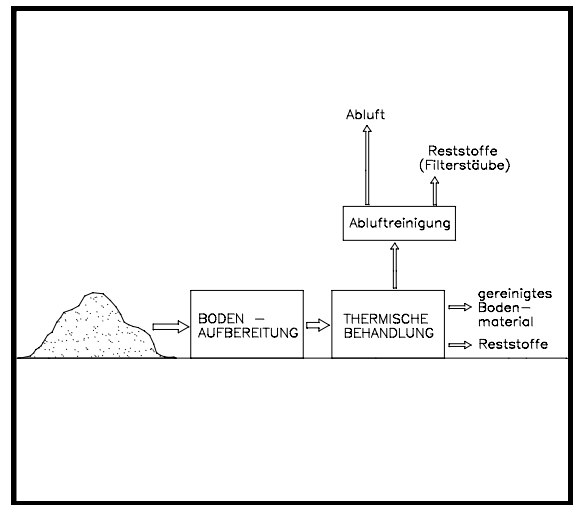 Abluft
Reststoffe
(Filterstäube)
Abluftreinigung
BODEN –
AUFBEREITUNG
THERMISCHE
BEHANDLUNG
gereinigtes
Boden–
material
Reststoffe